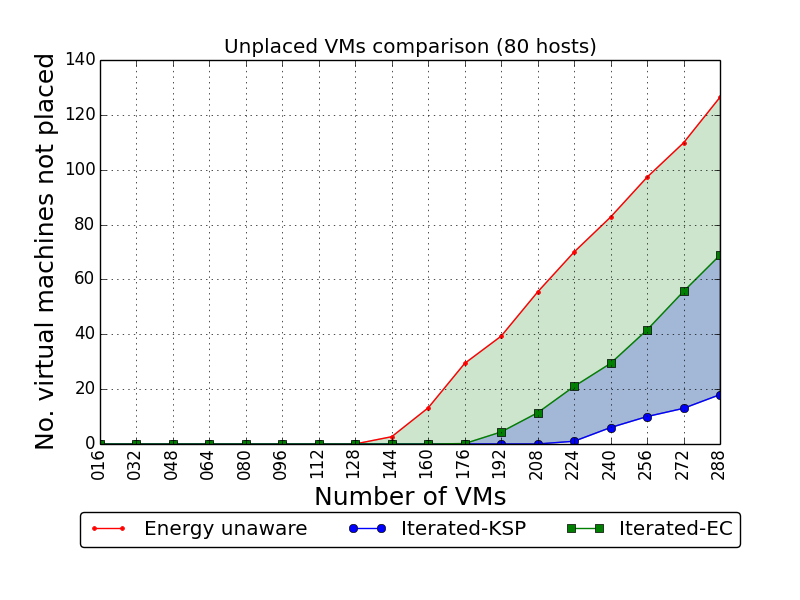 Unplaced VMs comparison (80 hosts)
No. virtual machines not placed
140
120
100
80
60
40
20
0
016 032 048 064 080 096 112 128 144 160 176 192 208 224 240 256 272 288
Number of VMs
Energy unaware Iterated-KSP Iterated-EC